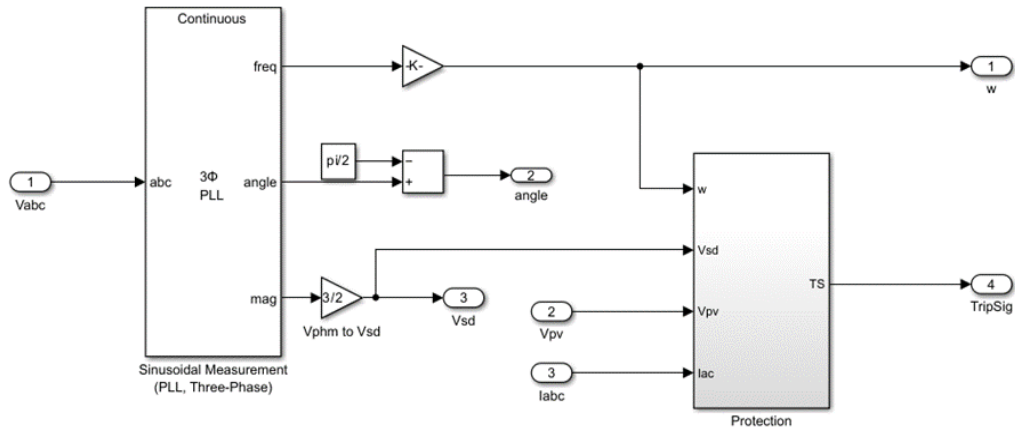 Continuous
freq
-K-
1
w
pi/2
−
+
2
angle
1
Vabc
abc
3Φ
PLL
angle
w
Vsd
mag
3/2
Vphm to Vsd
3
Vsd
2
Vpv
Vpv
TS
4
TripSig
3
Iabc
Iac
Sinusoidal Measurement
(PLL, Three-Phase)
Protection